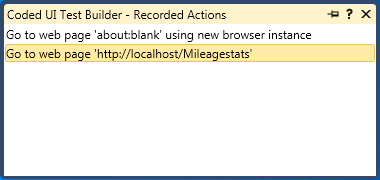 Coded UI Test Builder - Recorded Actions
Go to web page 'about:blank' using new browser instance
Go to web page 'http://localhost/Mileagestats'